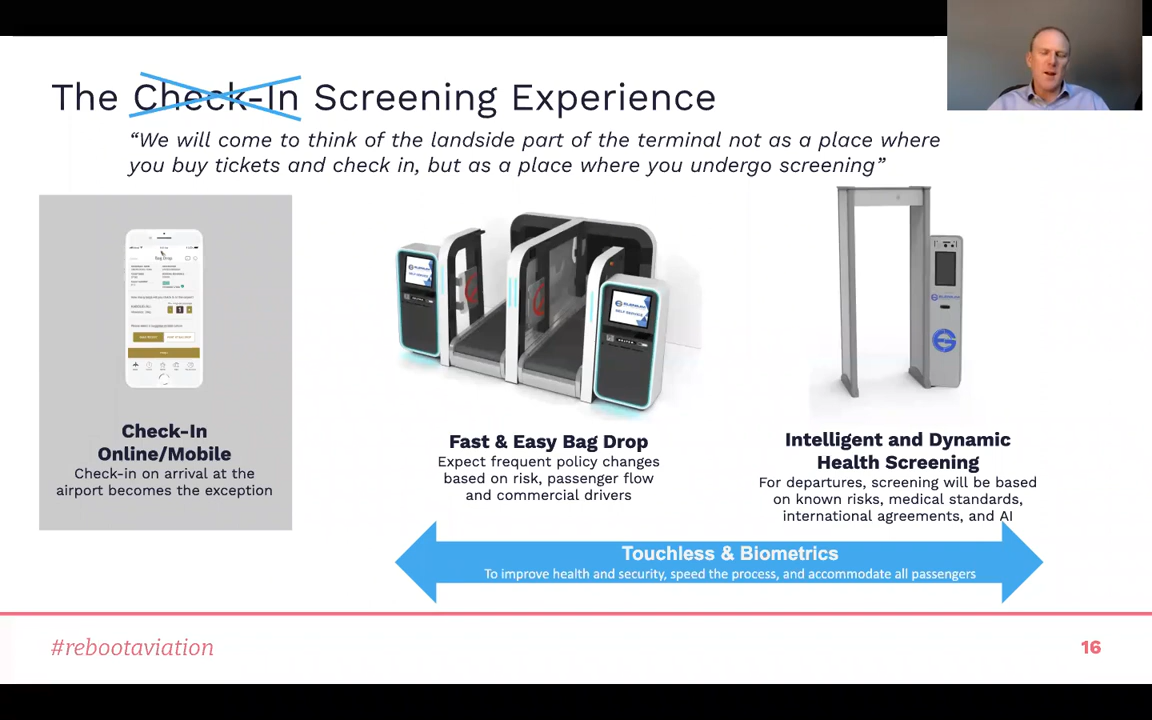 The Check-In Screening Experience
“We will come to think of the landside part of the terminal not as a place where
you buy tickets and check in, but as a place where you undergo screening”
Bag Drop
Check-In
Online/Mobile
Check-in on arrival at the
airport becomes the exception
Fast & Easy Bag Drop
Expect frequent policy changes
based on risk, passenger flow
and commercial drivers
Intelligent and Dynamic
Health Screening
For departures, screening will be based
on known risks, medical standards,
international agreements, and AI
Touchless & Biometrics
To improve health and security, speed the process, and accommodate all passengers
#rebootaviation
16